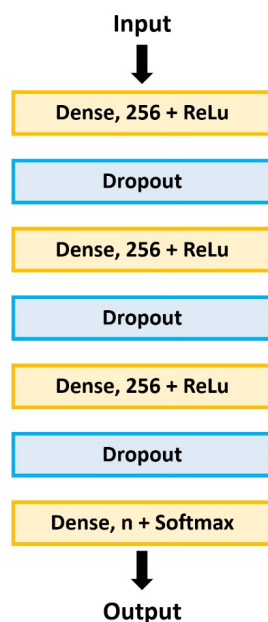 Input
Dense, 256 + ReLu
Dropout
Dense, 256 + ReLu
Dropout
Dense, 256 + ReLu
Dropout
Dense, n + Softmax
Output